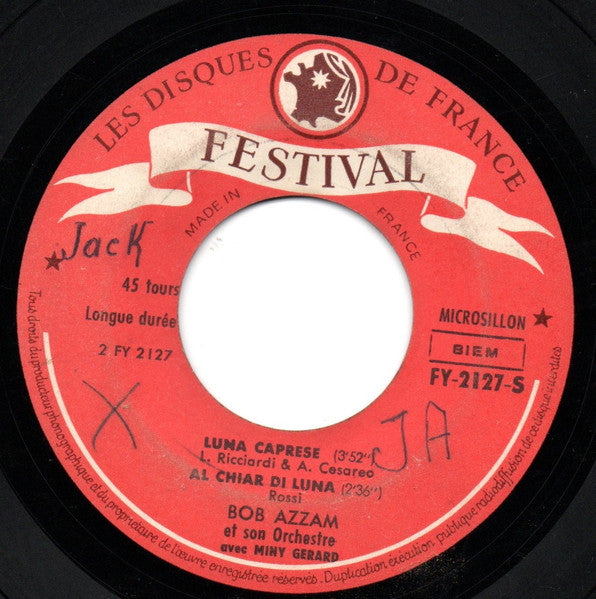 LES DISQUES DE FRANCE
FESTIVAL
MADE IN FRANCE
Jack
45 tours
Longue durée
2 FY 2127
MICROSILLON
BIEM
FY-2127-S
X
JA
LUNA CAPRESE (3'52")
L. Ricciardi & A. Cesareo
AL CHIAR DI LUNA (2'36")
Rossi
BOB AZZAM
et son Orchestre
avec MINY GERARD
Tous droits du producteur phonographique et du propriétaire de l'œuvre enregistrée réservés. Duplication, exécution publique radiodiffusion de ce disque interdites